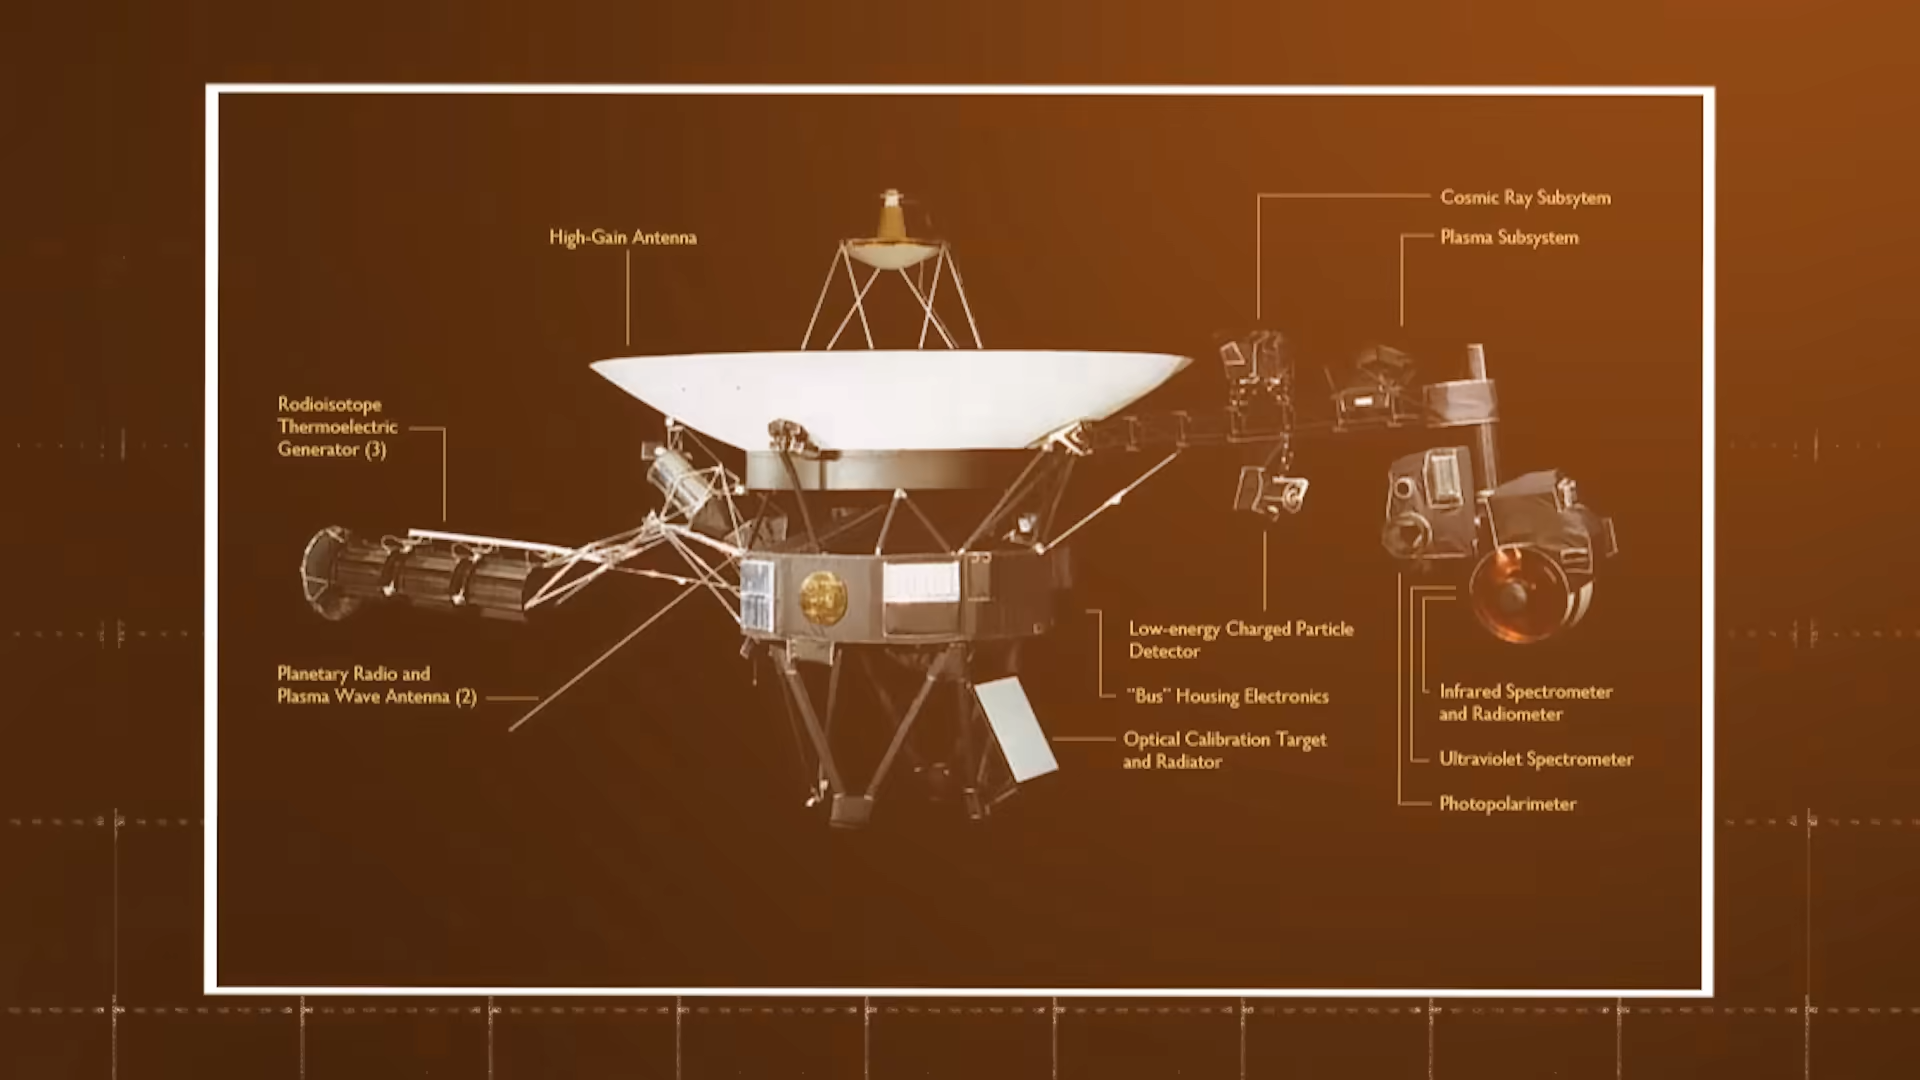 Cosmic Ray Subsytem
High-Gain Antenna
Plasma Subsystem
Rodioisotope
Thermoelectric
Generator (3)
Low-energy Charged Particle
Detector
Planetary Radio and
Plasma Wave Antenna (2)
"Bus" Housing Electronics
Infrared Spectrometer
and Radiometer
Optical Calibration Target
and Radiator
Ultraviolet Spectrometer
Photopolarimeter